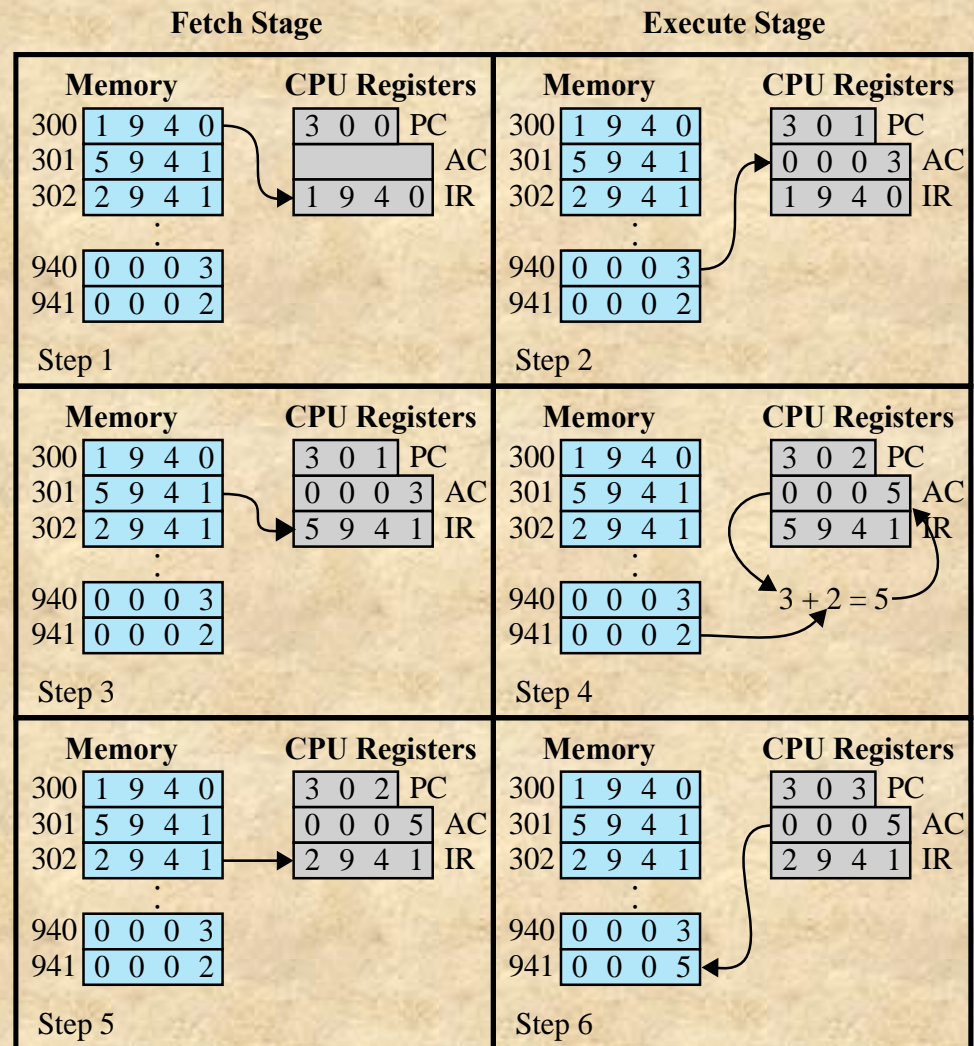 Fetch Stage
Execute Stage
Memory CPU Registers
300 1 9 4 0 3 0 0 PC
301 5 9 4 1 AC
302 2 9 4 1 1 9 4 0 IR
940 0 0 0 3
941 0 0 0 2
Step 1
Memory CPU Registers
300 1 9 4 0 3 0 1 PC
301 5 9 4 1 0 0 0 3 AC
302 2 9 4 1 1 9 4 0 IR
940 0 0 0 3
941 0 0 0 2
Step 2
Memory CPU Registers
300 1 9 4 0 3 0 1 PC
301 5 9 4 1 0 0 0 3 AC
302 2 9 4 1 5 9 4 1 IR
940 0 0 0 3
941 0 0 0 2
Step 3
Memory CPU Registers
300 1 9 4 0 3 0 2 PC
301 5 9 4 1 0 0 0 5 AC
302 2 9 4 1 5 9 4 1 IR
940 0 0 0 3 3 + 2 = 5
941 0 0 0 2
Step 4
Memory CPU Registers
300 1 9 4 0 3 0 2 PC
301 5 9 4 1 0 0 0 5 AC
302 2 9 4 1 2 9 4 1 IR
940 0 0 0 3
941 0 0 0 2
Step 5
Memory CPU Registers
300 1 9 4 0 3 0 3 PC
301 5 9 4 1 0 0 0 5 AC
302 2 9 4 1 2 9 4 1 IR
940 0 0 0 3
941 0 0 0 5
Step 6